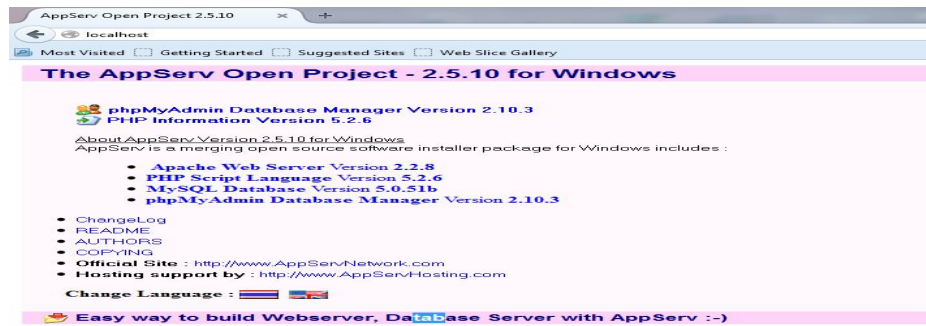 AppServ Open Project 2.5.10
localhost
Most Visited Getting Started Suggested Sites Web Slice Gallery
The AppServ Open Project - 2.5.10 for Windows
phpMyAdmin Database Manager Version 2.10.3
PHP Information Version 5.2.6
About AppServ Version 2.5.10 for Windows
AppServ is a merging open source software installer package for Windows includes :
Apache Web Server Version 2.2.8
PHP Script Language Version 5.2.6
MySQL Database Version 5.0.51b
phpMyAdmin Database Manager Version 2.10.3
ChangeLog
README
AUTHORS
COPYING
Official Site : http://www.AppServNetwork.com
Hosting support by : http://www.AppServHosting.com
Change Language :
Easy way to build Webserver, Database Server with AppServ :-)